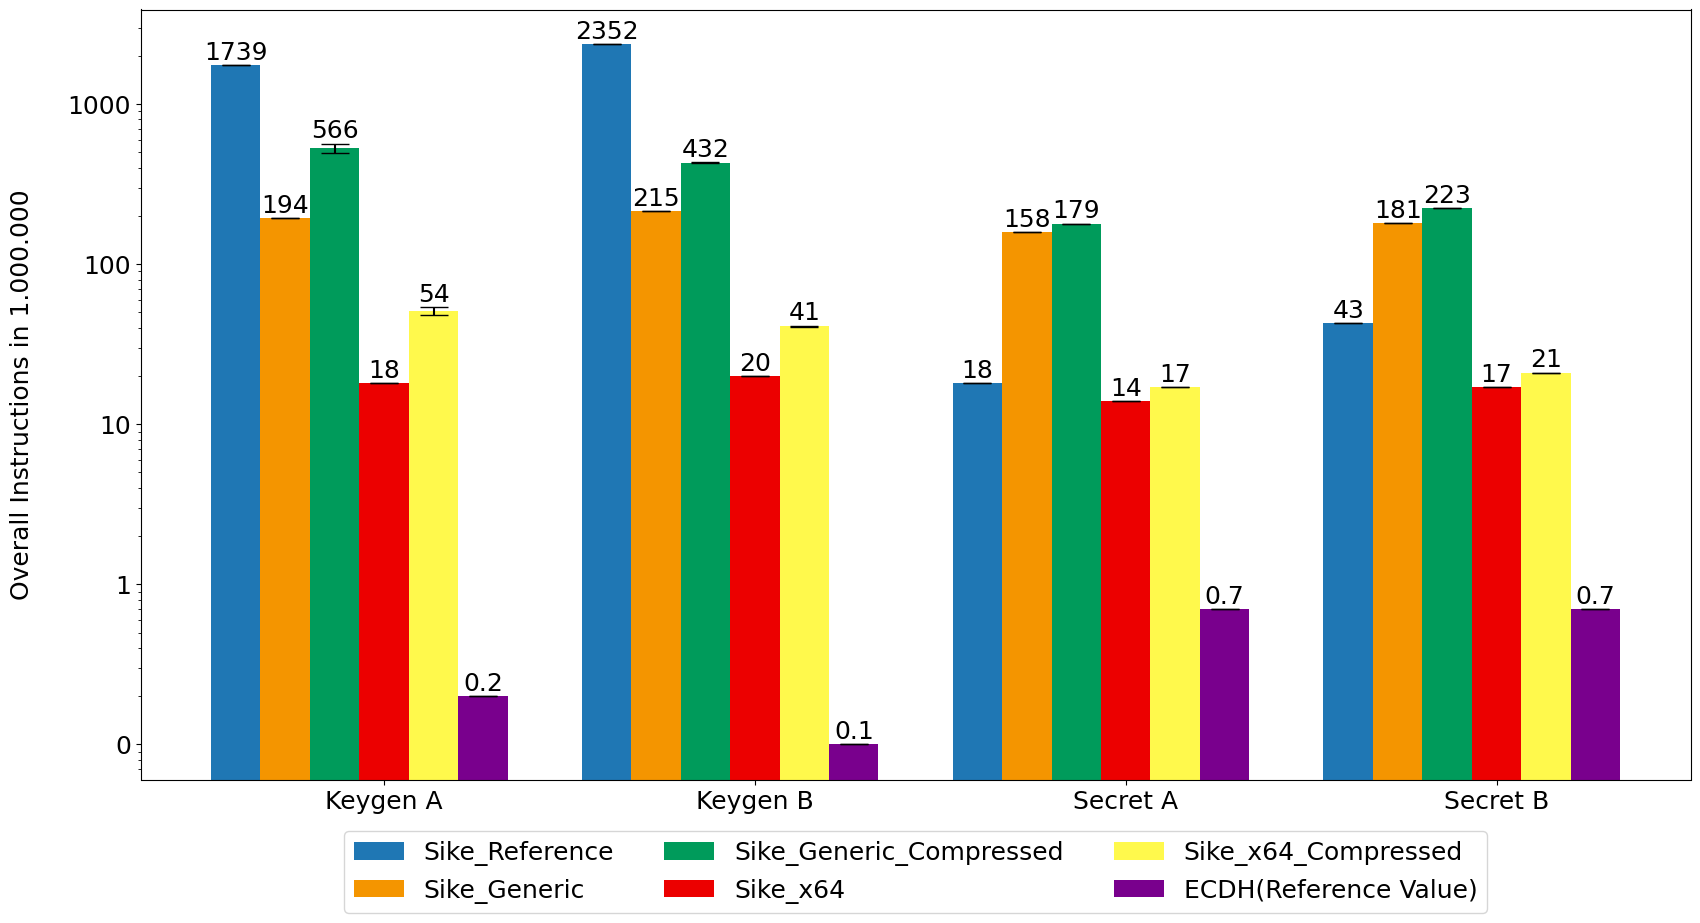 Overall Instructions in 1.000.000
1000
100
10
1
0
1739
194
566
18
54
0.2
2352
215
432
20
41
0.1
18
158
179
14
17
0.7
43
181
223
17
21
0.7
Keygen A
Keygen B
Secret A
Secret B
Sike_Reference
Sike_Generic
Sike_Generic_Compressed
Sike_x64
Sike_x64_Compressed
ECDH(Reference Value)